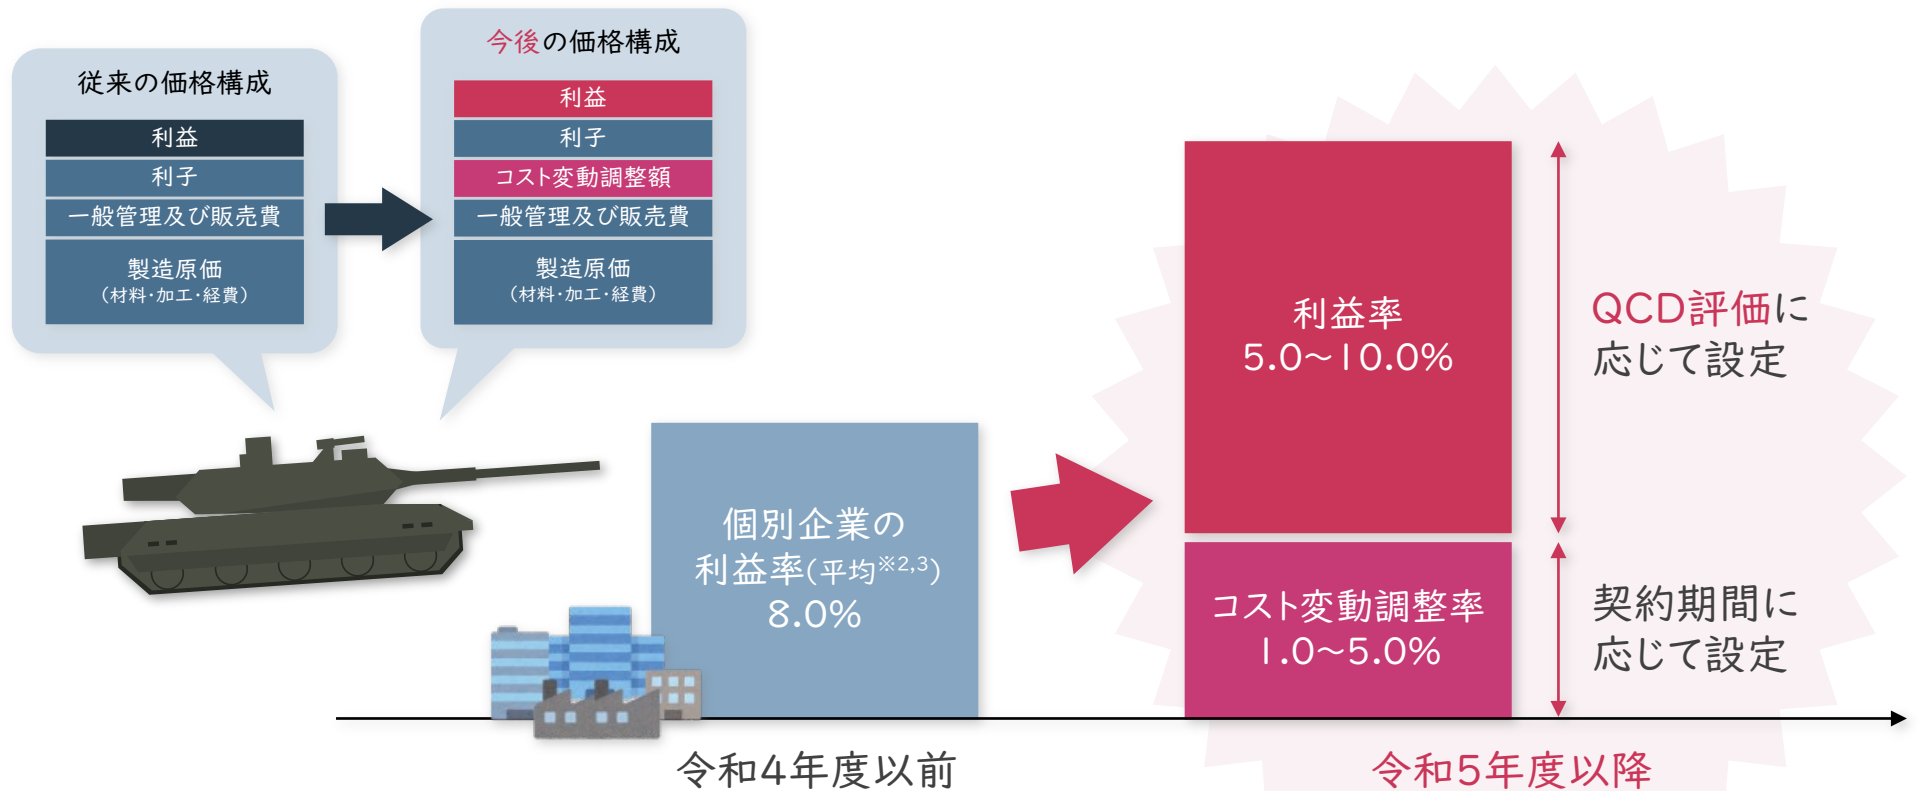 従来の価格構成
利益
利子
一般管理及び販売費
製造原価
(材料・加工・経費)
今後の価格構成
利益
利子
コスト変動調整額
一般管理及び販売費
製造原価
(材料・加工・経費)
個別企業の
利益率(平均※2,3)
8.0%
令和4年度以前
利益率
5.0～10.0%
コスト変動調整率
1.0～5.0%
QCD評価に
応じて設定
契約期間に
応じて設定
令和5年度以降